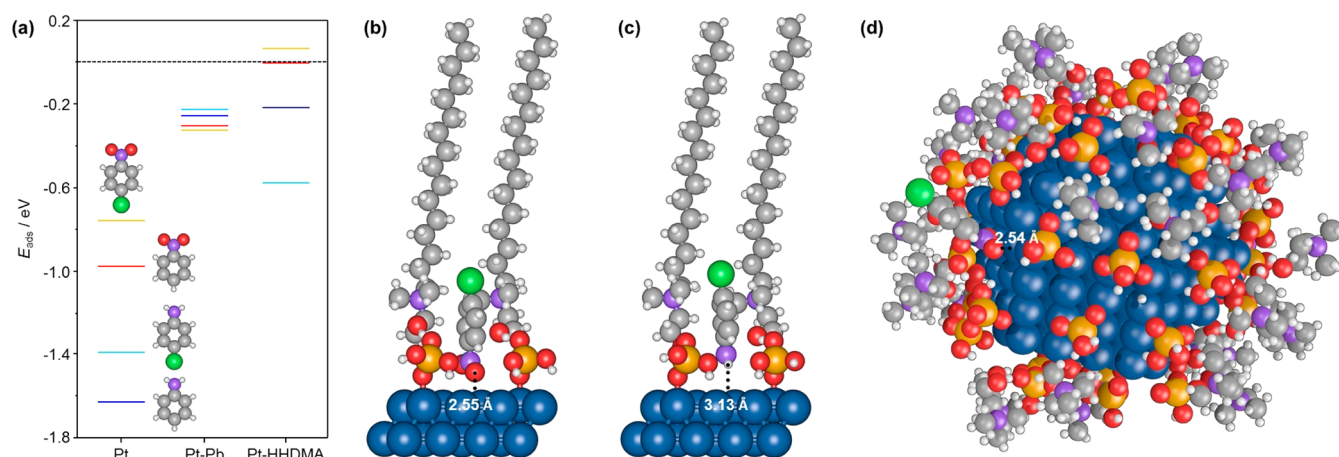 (a)
0.2
-0.2
-0.6
-1.0
-1.4
-1.8
E_ads / eV
Pt
Pt-Pb
Pt-HHDMA
(b)
2.55 Å
(c)
3.13 Å
(d)
2.54 Å